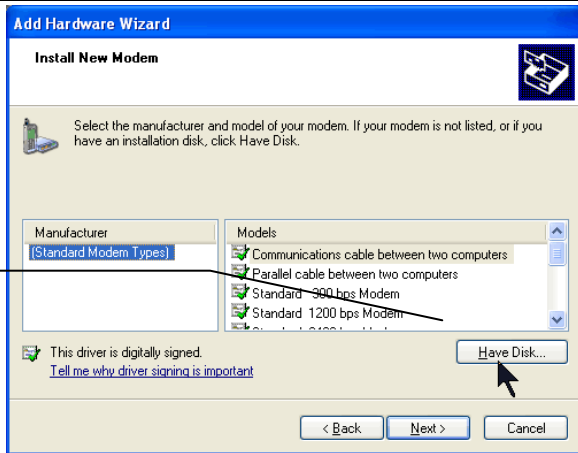 Add Hardware Wizard
Install New Modem
Select the manufacturer and model of your modem. If your modem is not listed, or if you
have an installation disk, click Have Disk.
Manufacturer
(Standard Modem Types)
Models
Communications cable between two computers
Parallel cable between two computers
Standard 300 bps Modem
Standard 1200 bps Modem
This driver is digitally signed.
Tell me why driver signing is important
Have Disk...
< Back
Next >
Cancel